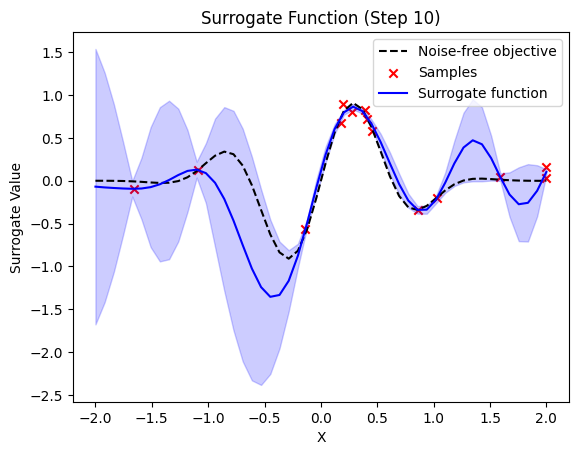 Surrogate Function (Step 10)
Noise-free objective
Samples
Surrogate function
Surrogate Value
1.5
1.0
0.5
0.0
−0.5
−1.0
−1.5
−2.0
−2.5
−2.0 −1.5 −1.0 −0.5 0.0 0.5 1.0 1.5 2.0
X